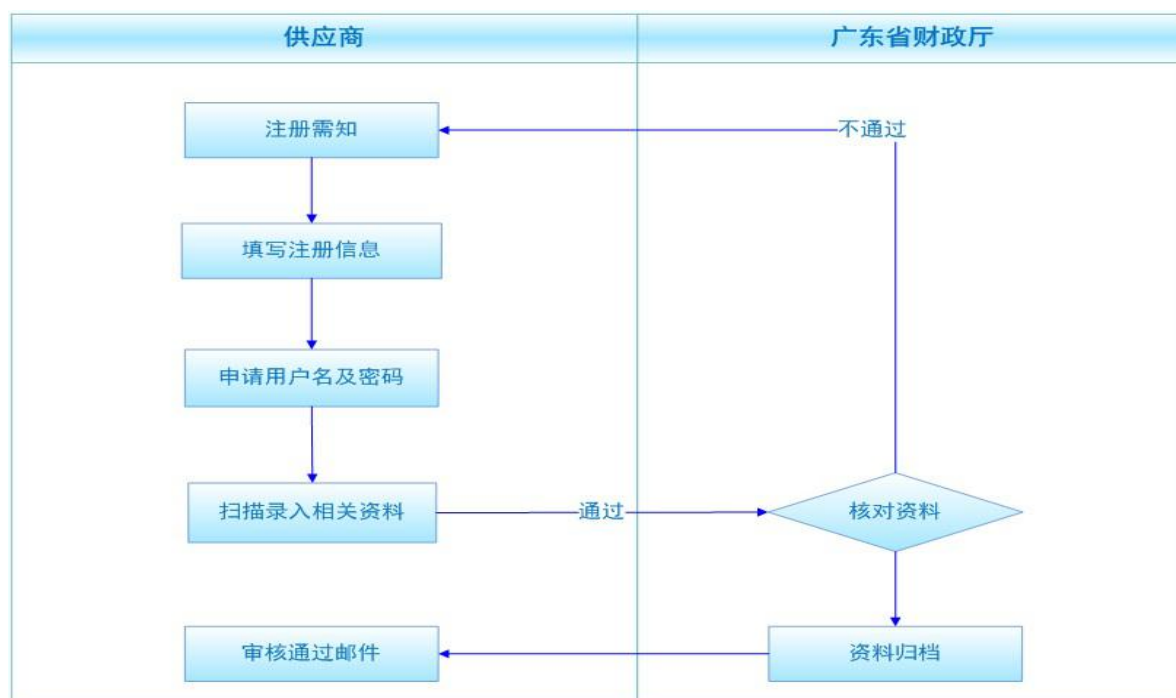 供应商
广东省财政厅
注册需知
不通过
填写注册信息
申请用户名及密码
扫描录入相关资料
通过
核对资料
审核通过邮件
资料归档